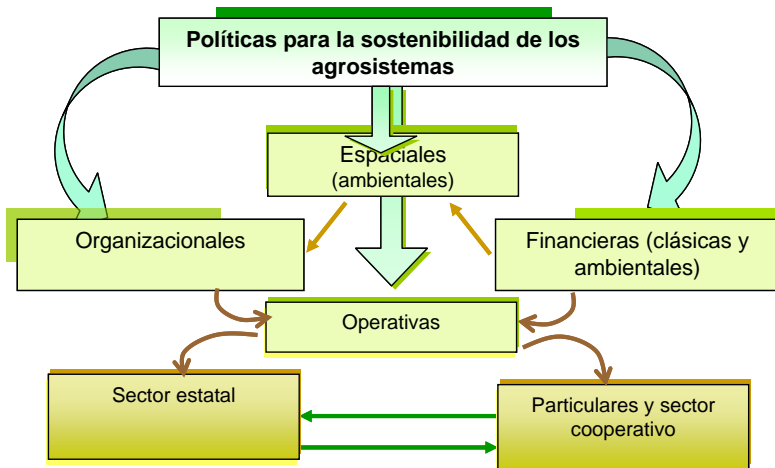 Políticas para la sostenibilidad de los
agrosistemas
Espaciales
(ambientales)
Organizacionales
Financieras (clásicas y
ambientales)
Operativas
Sector estatal
Particulares y sector
cooperativo